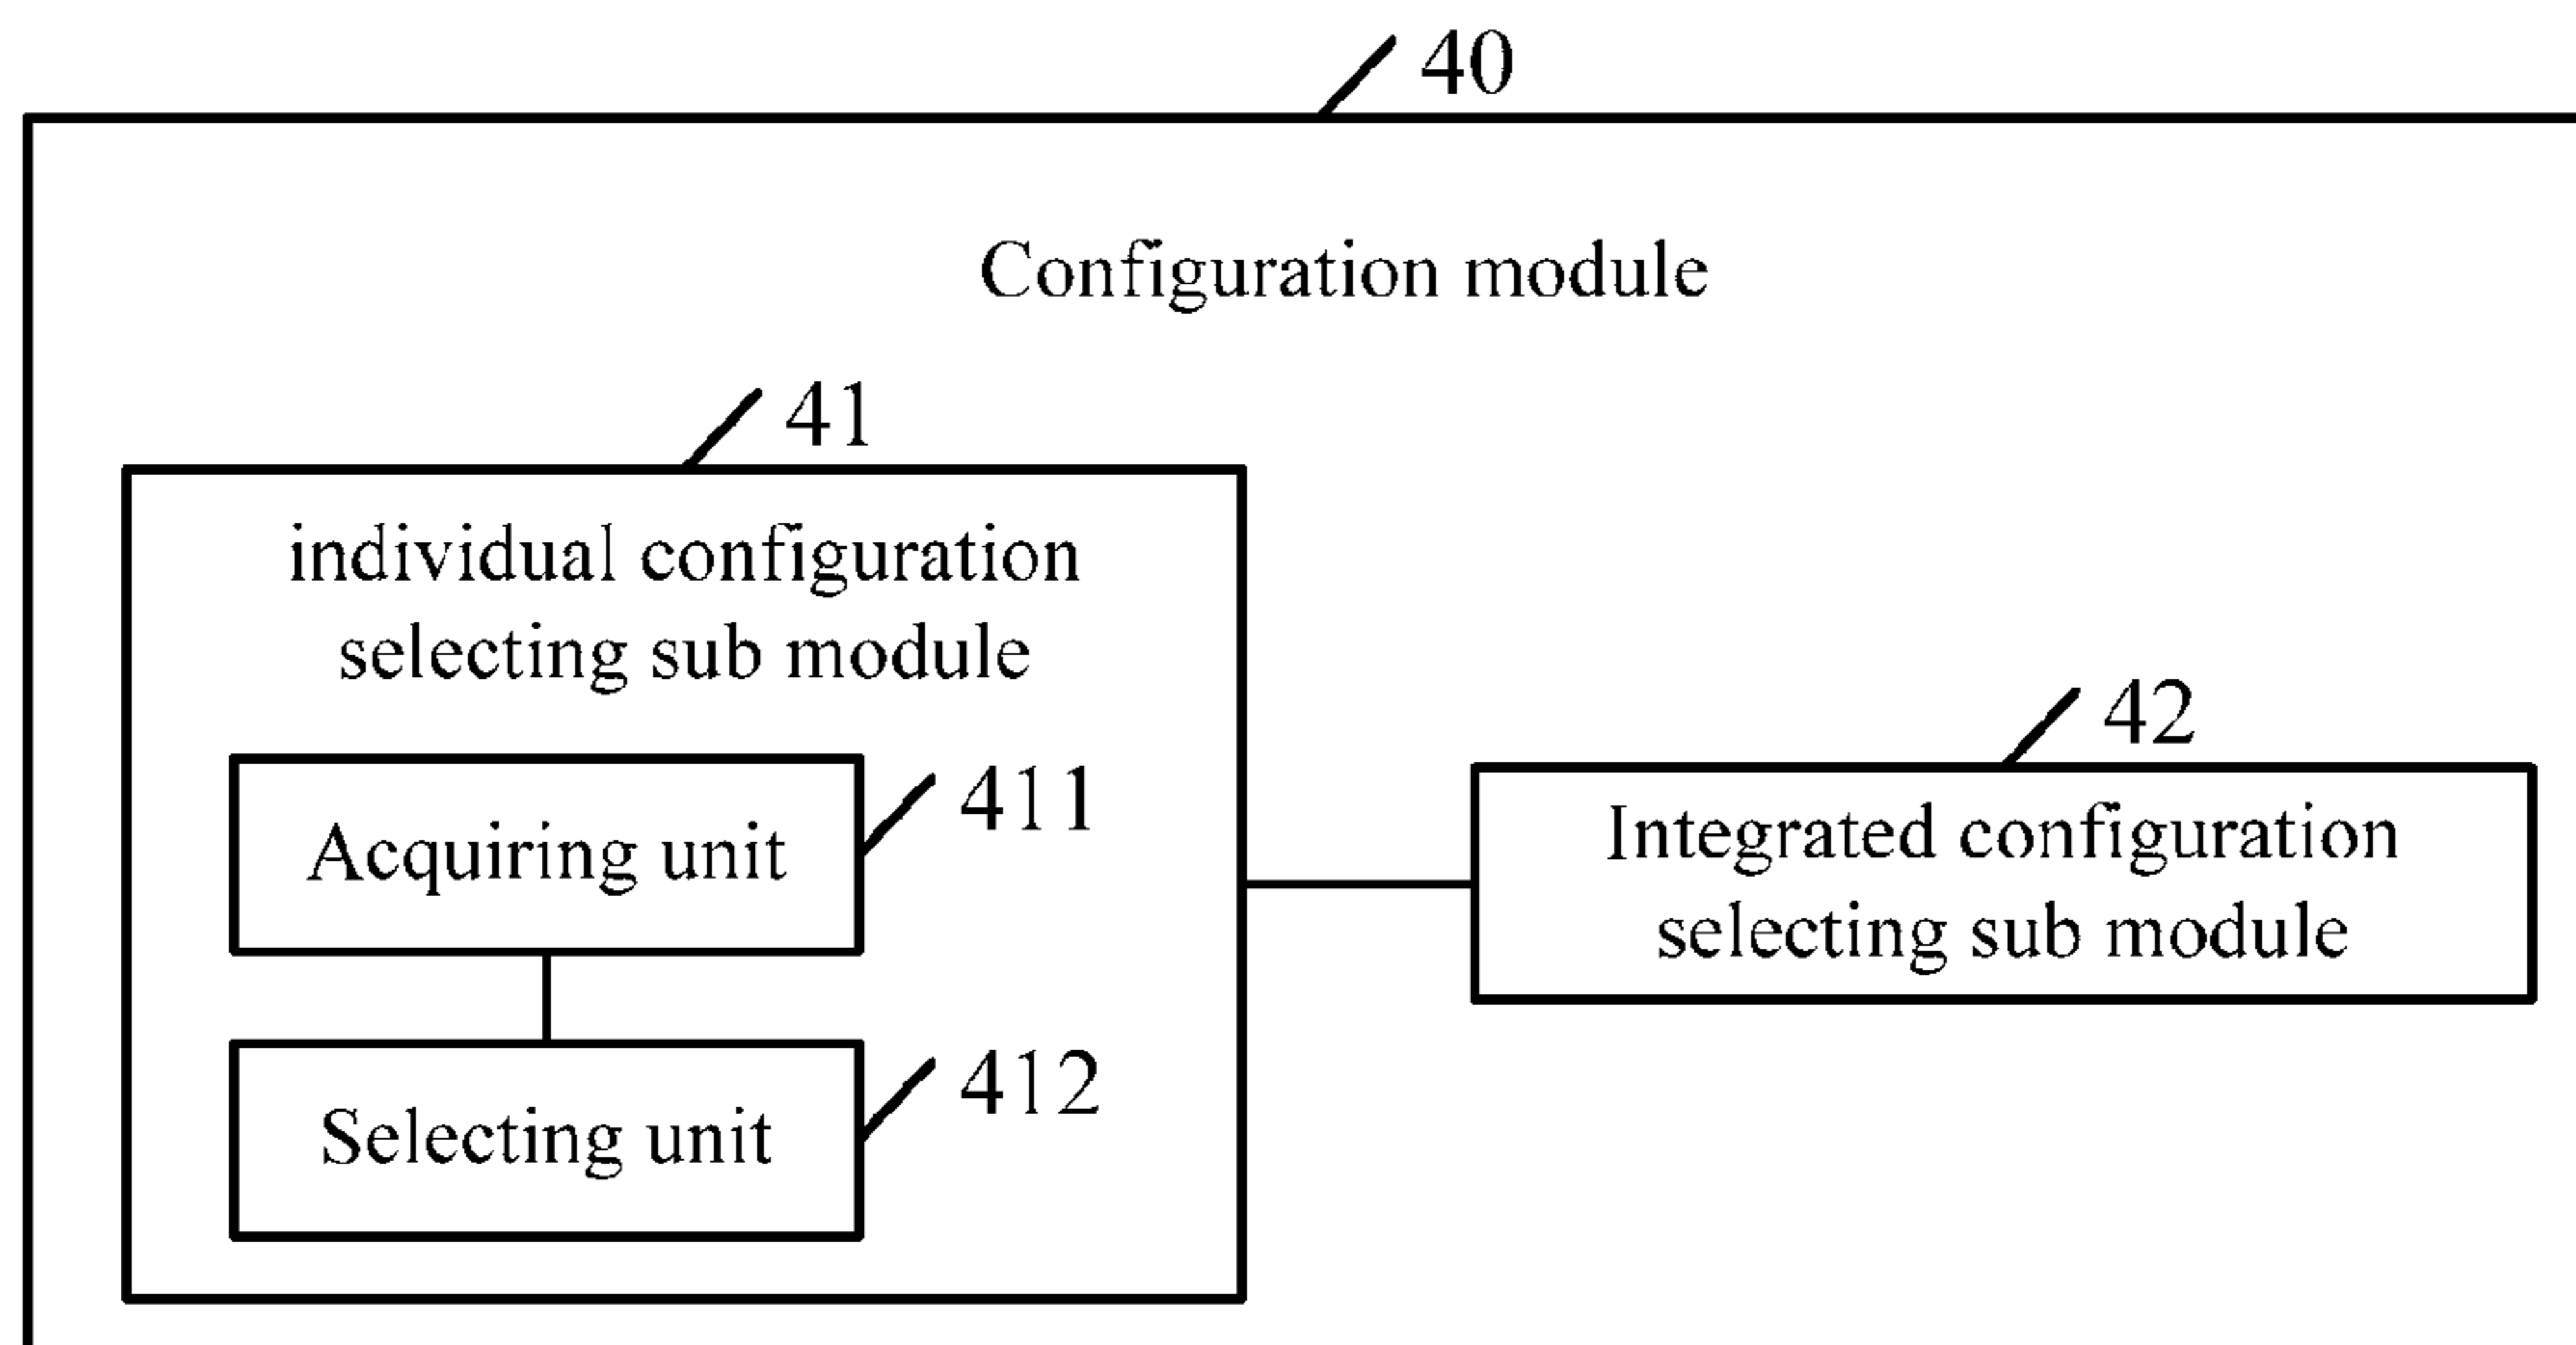 40
Configuration module
41
individual configuration
selecting sub module
Acquiring unit
411
Selecting unit
412
42
Integrated configuration
selecting sub module